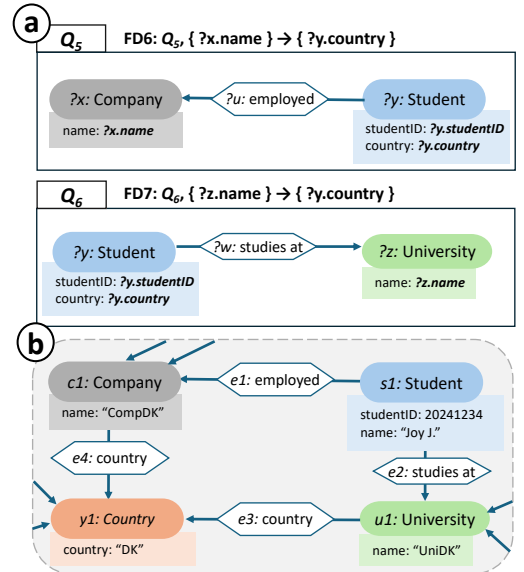 a
Q5 FD6: Q5, { ?x.name } → { ?y.country }
?x: Company ?u: employed ?y: Student
name: ?x.name
studentID: ?y.studentID
country: ?y.country
Q6 FD7: Q6, { ?z.name } → { ?y.country }
?y: Student ?w: studies at ?z: University
studentID: ?y.studentID
country: ?y.country
name: ?z.name
b
c1: Company e1: employed s1: Student
name: “CompDK”
studentID: 20241234
name: “Joy J.”
e4: country e2: studies at
y1: Country e3: country u1: University
country: “DK” name: “UniDK”